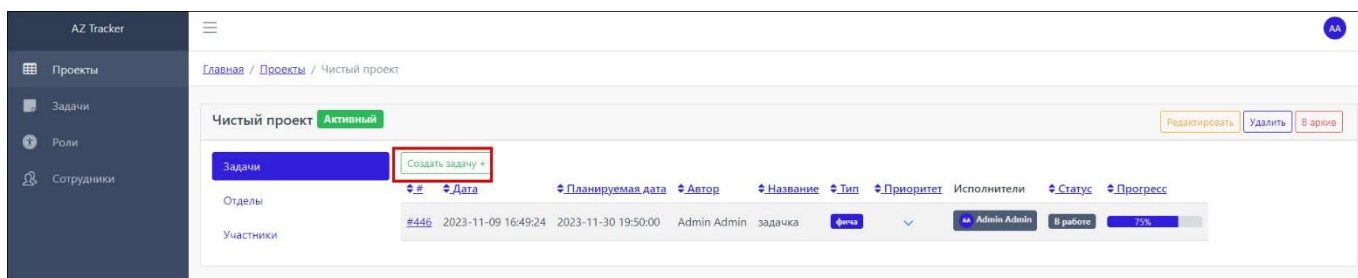 AZ Tracker
AA
Проекты
Главная / Проекты / Чистый проект
Задачи
Чистый проект Активный
Редактировать Удалить В архив
Роли
Задачи
Создать задачу +
Сотрудники
# Дата Планируемая дата Автор Название Тип Приоритет Исполнители Статус Прогресс
Отделы
#446 2023-11-09 16:49:24 2023-11-30 19:50:00 Admin Admin задачка фича AA Admin Admin В работе 75%
Участники